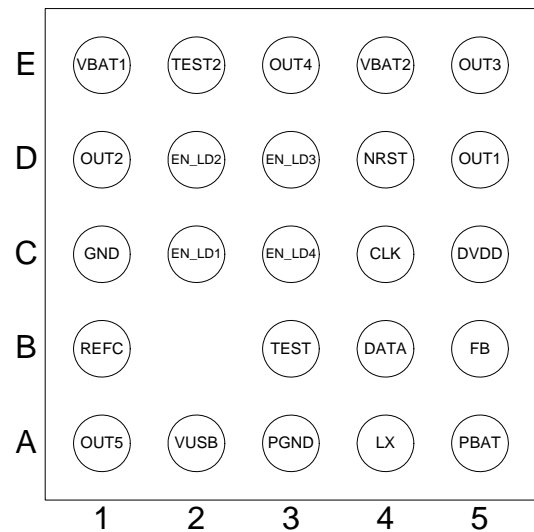 E VBAT1 TEST2 OUT4 VBAT2 OUT3
D OUT2 EN_LD2 EN_LD3 NRST OUT1
C GND EN_LD1 EN_LD4 CLK DVDD
B REFC TEST DATA FB
A OUT5 VUSB PGND LX PBAT
1 2 3 4 5